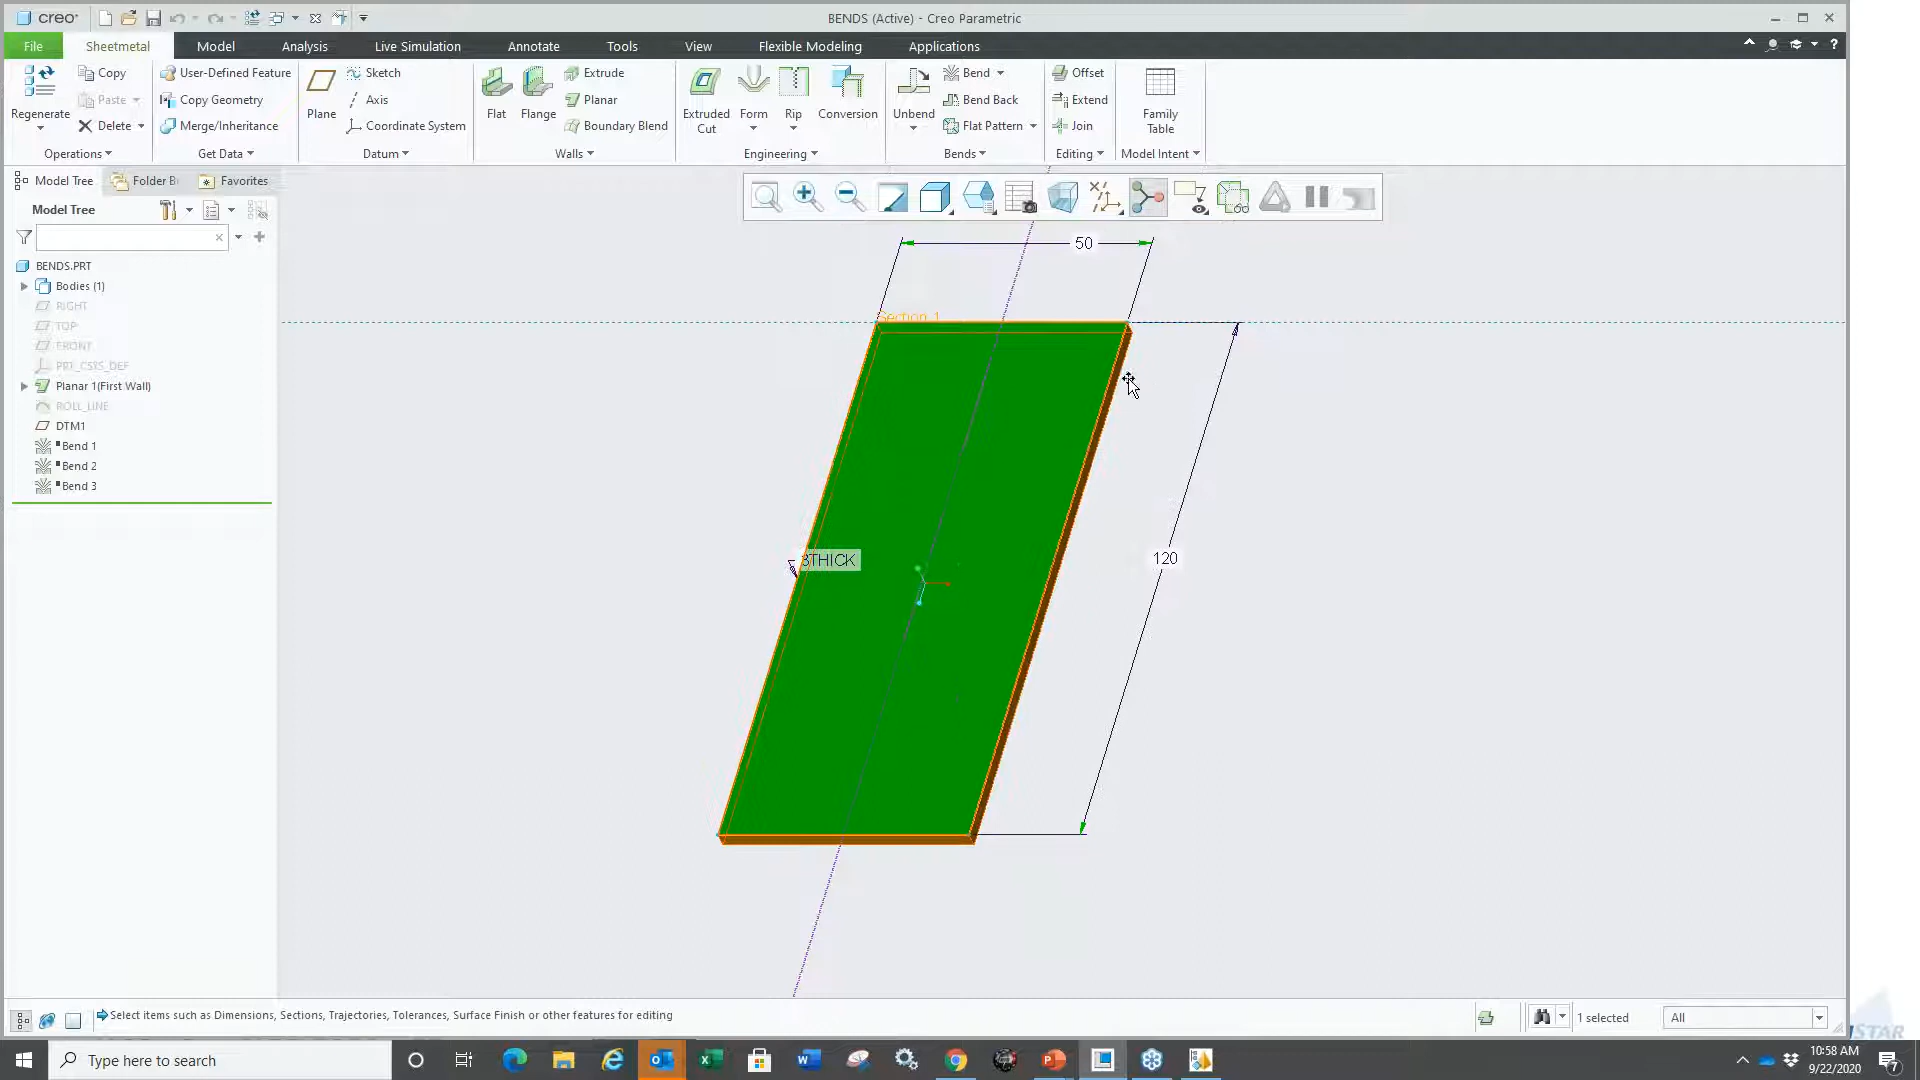 creo
BENDS (Active) - Creo Parametric
File
Sheetmetal
Model
Analysis
Live Simulation
Annotate
Tools
View
Flexible Modeling
Applications
Regenerate
Copy
Paste
Delete
Operations
User-Defined Feature
Copy Geometry
Merge/Inheritance
Get Data
Plane
Sketch
Axis
Coordinate System
Datum
Flat
Flange
Extrude
Planar
Boundary Blend
Walls
Extruded
Cut
Form
Rip
Conversion
Engineering
Unbend
Bend
Bend Back
Flat Pattern
Bends
Offset
Extend
Join
Editing
Family
Table
Model Intent
Model Tree
Folder B
Favorites
Model Tree
BENDS.PRT
Bodies (1)
RIGHT
TOP
FRONT
PRT_CSYS_DEF
Planar 1(First Wall)
ROLL_LINE
DTM1
Bend 1
Bend 2
Bend 3
50
Section 1
3THICK
120
Select items such as Dimensions, Sections, Trajectories, Tolerances, Surface Finish or other features for editing
1 selected
All
Type here to search
10:58 AM
9/22/2020
7